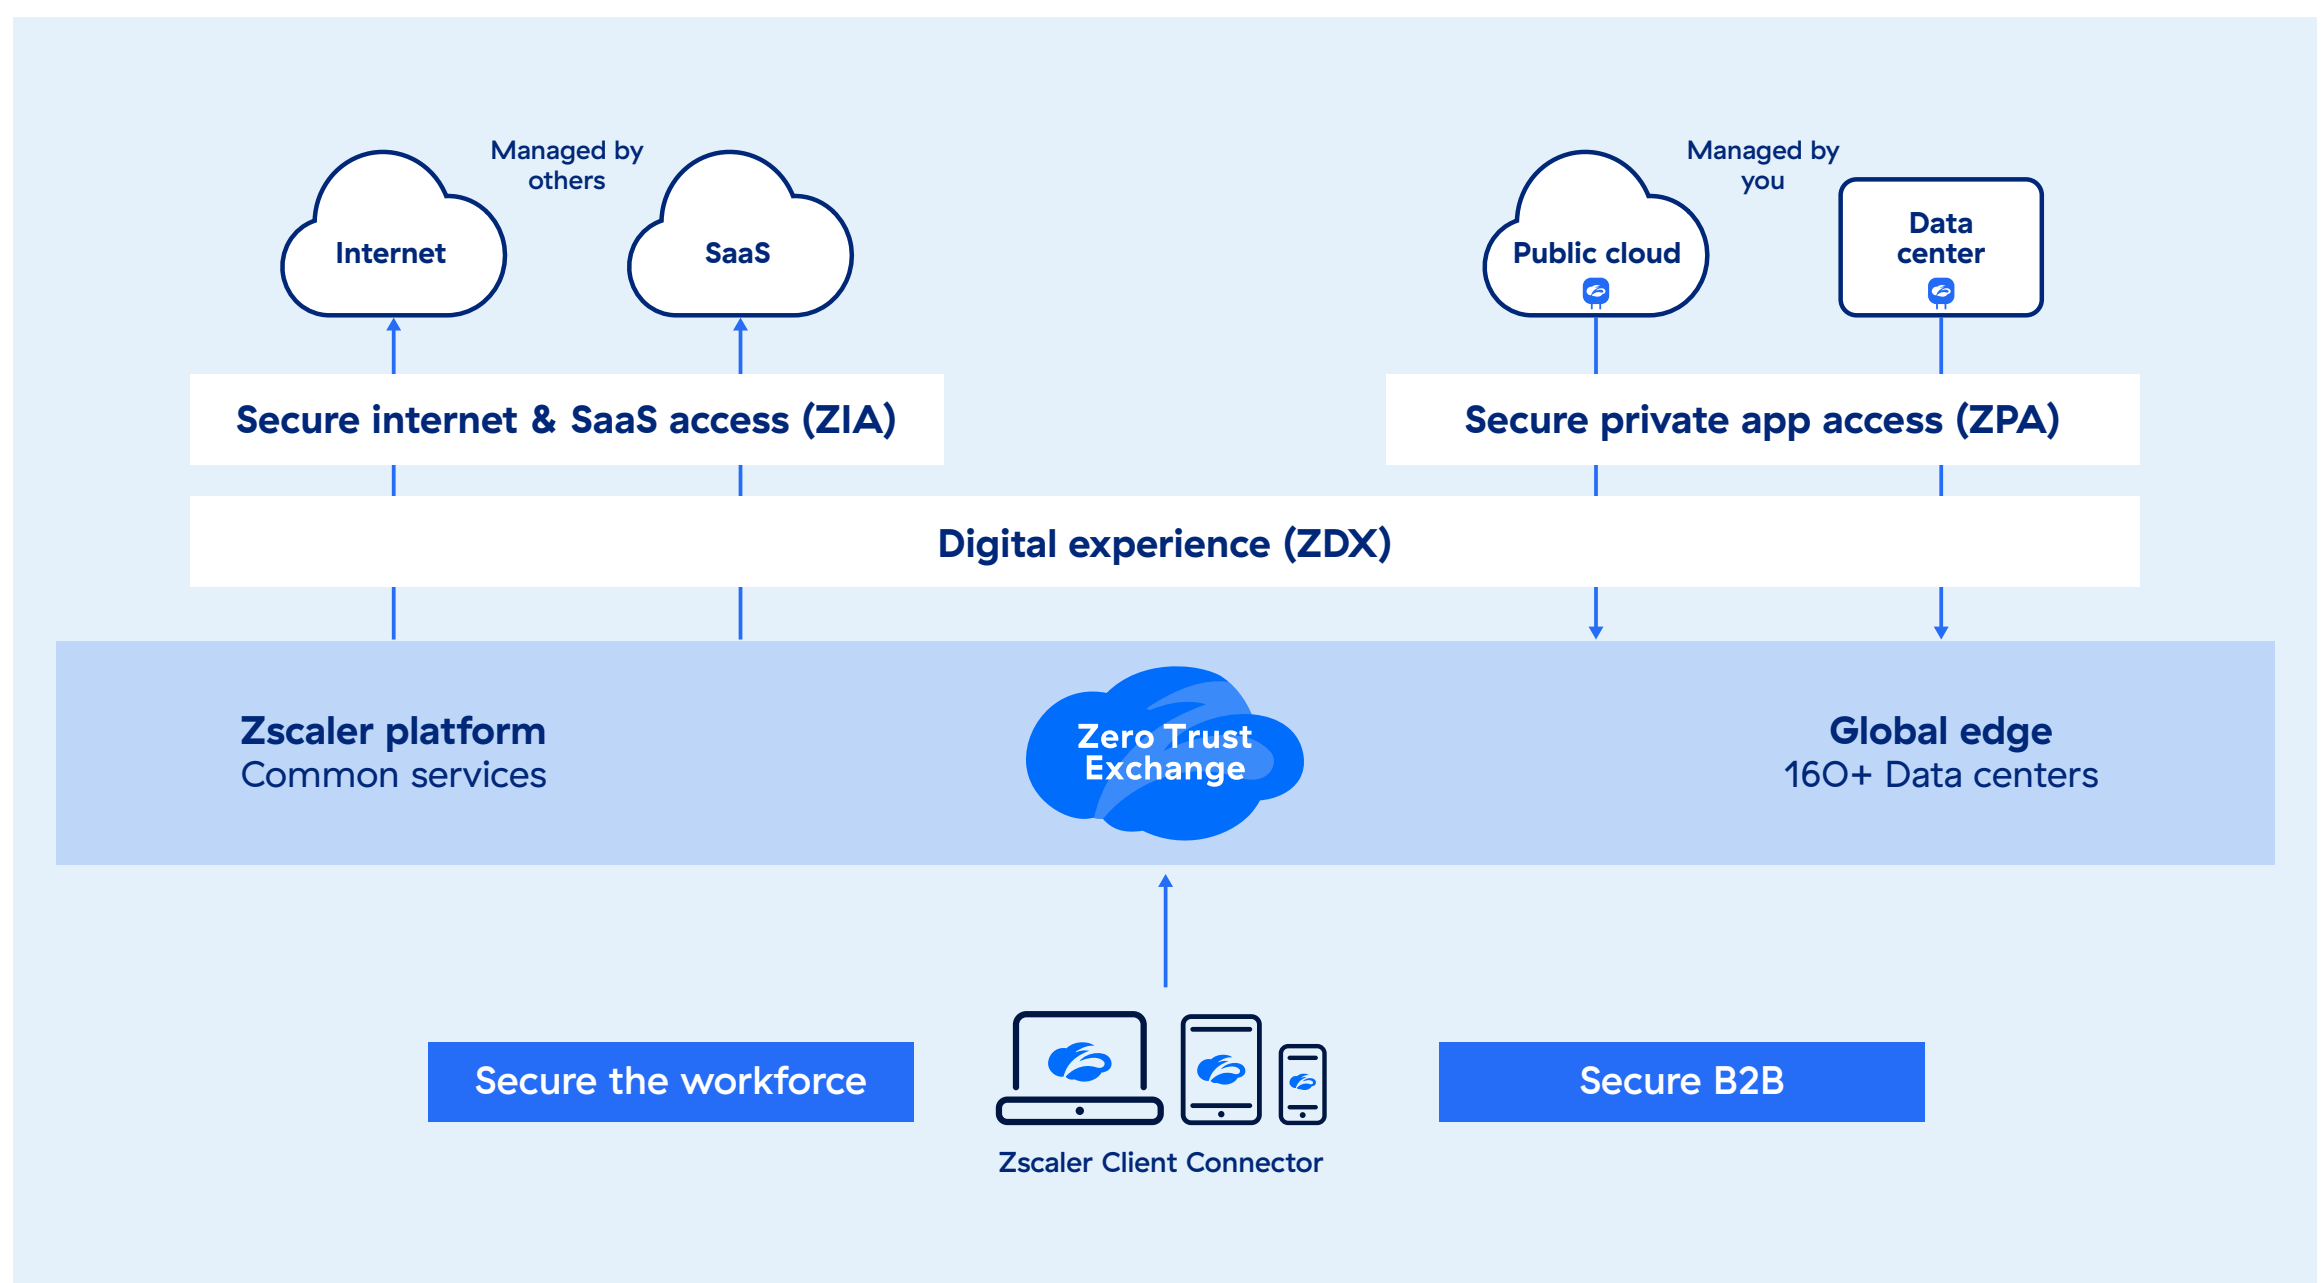 Managed by
others
Internet
SaaS
Managed by
you
Public cloud
Data
center
Secure internet & SaaS access (ZIA)
Secure private app access (ZPA)
Digital experience (ZDX)
Zscaler platform
Common services
Zero Trust
Exchange
Global edge
160+ Data centers
Secure the workforce
Secure B2B
Zscaler Client Connector